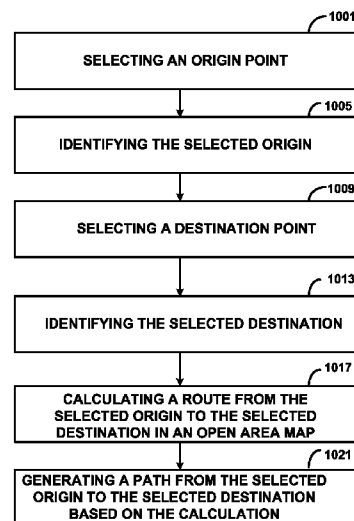 1001
SELECTING AN ORIGIN POINT
1005
IDENTIFYING THE SELECTED ORIGIN
1009
SELECTING A DESTINATION POINT
1013
IDENTIFYING THE SELECTED DESTINATION
1017
CALCULATING A ROUTE FROM THE
SELECTED ORIGIN TO THE SELECTED
DESTINATION IN AN OPEN AREA MAP
1021
GENERATING A PATH FROM THE SELECTED
ORIGIN TO THE SELECTED DESTINATION
BASED ON THE CALCULATION